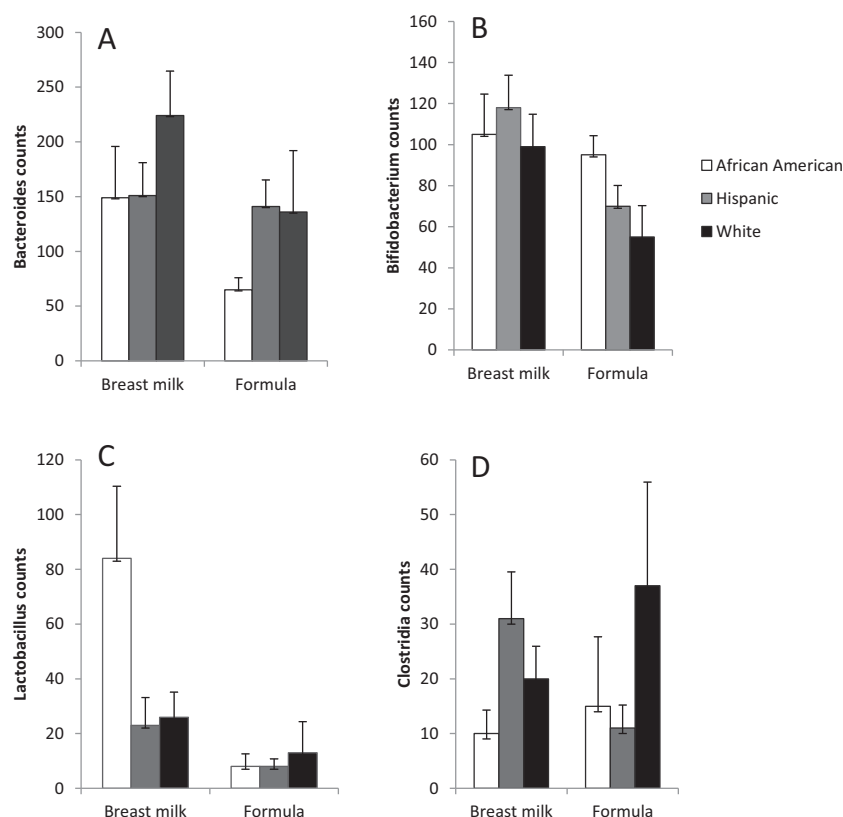 A
Bacteroides counts
300
250
200
150
100
50
0
Breast milk Formula
B
Bifidobacterium counts
160
140
120
100
80
60
40
20
0
Breast milk Formula
African American
Hispanic
White
C
Lactobacillus counts
120
100
80
60
40
20
0
Breast milk Formula
D
Clostridia counts
60
50
40
30
20
10
0
Breast milk Formula